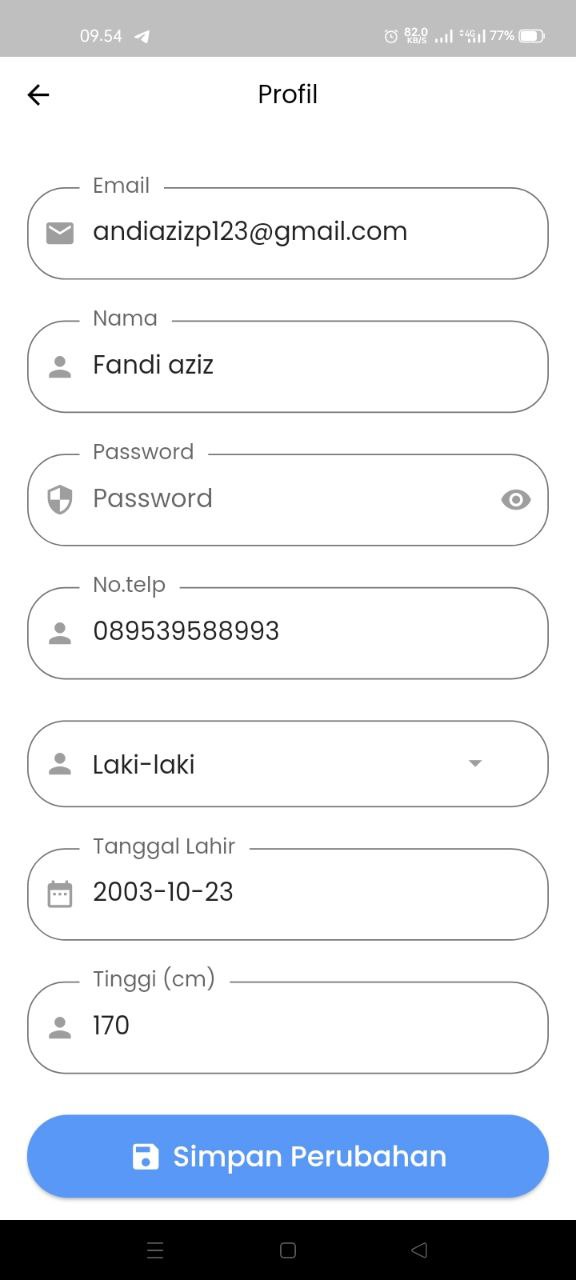 09.54 82.0 KB/S 4G 77%
Profil
Email
andiazizp123@gmail.com
Nama
Fandi aziz
Password
Password
No.telp
089539588993
Laki-laki
Tanggal Lahir
2003-10-23
Tinggi (cm)
170
Simpan Perubahan